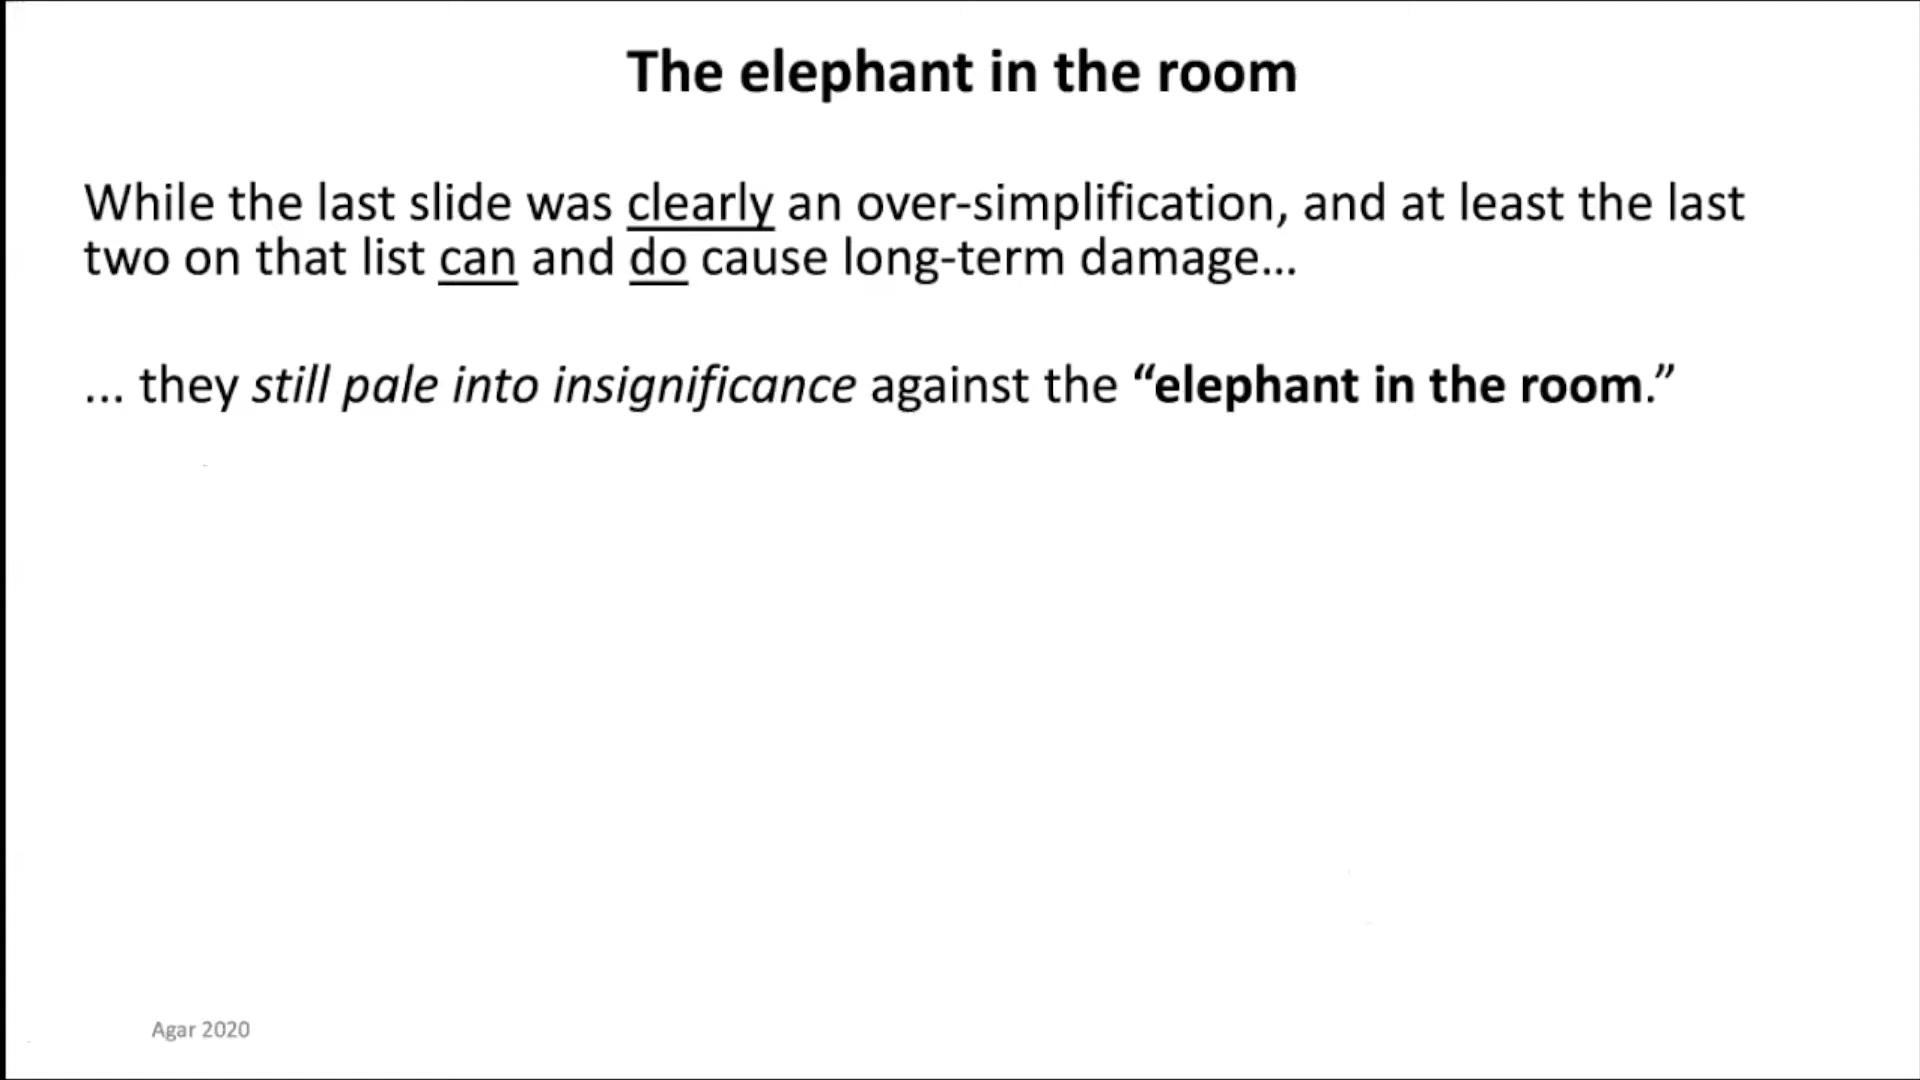 The elephant in the room
While the last slide was clearly an over-simplification, and at least the last
two on that list can and do cause long-term damage...
... they still pale into insignificance against the “elephant in the room.”
Agar 2020